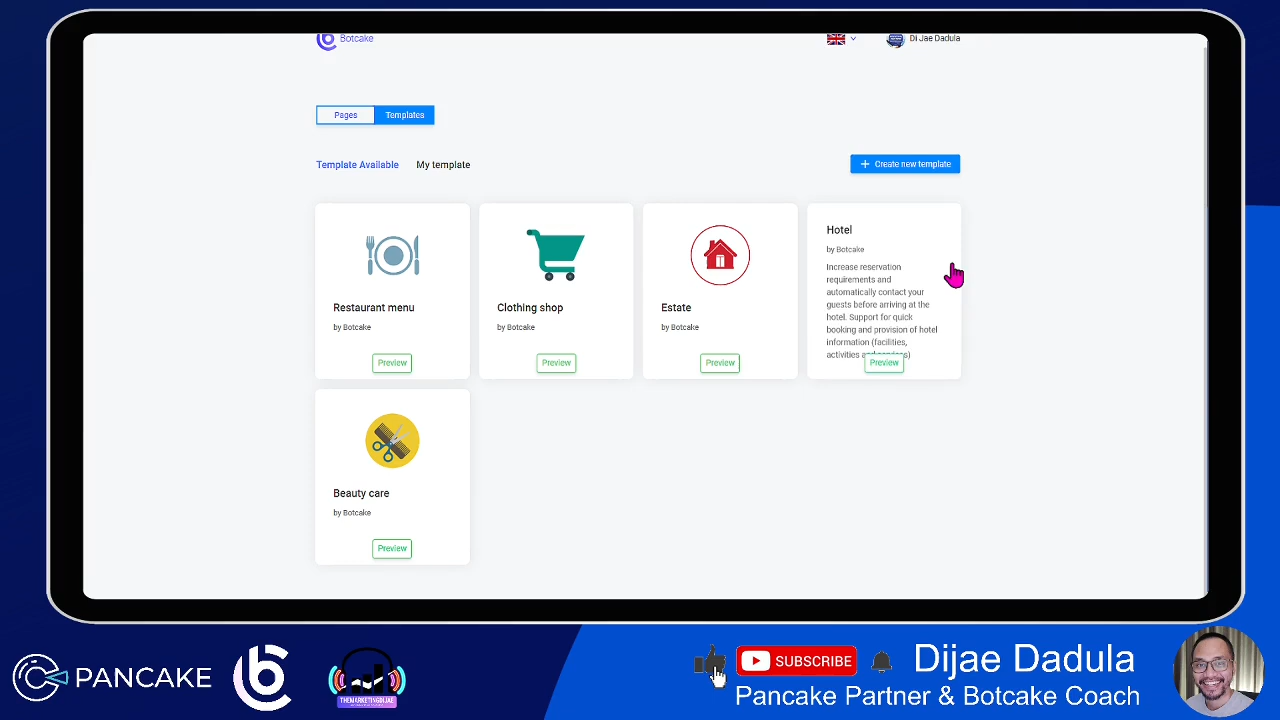 Botcake
Di Jae Dadula
Pages
Templates
Template Available
My template
+ Create new template
Restaurant menu
by Botcake
Preview
Clothing shop
by Botcake
Preview
Estate
by Botcake
Preview
Hotel
by Botcake
Increase reservation
requirements and
automatically contact your
guests before arriving at the
hotel. Support for quick
booking and provision of hotel
information (facilities,
activities and services)
Preview
Beauty care
by Botcake
Preview
PANCAKE
THEMARKETINGDIJAE
SUBSCRIBE
Dijae Dadula
Pancake Partner & Botcake Coach